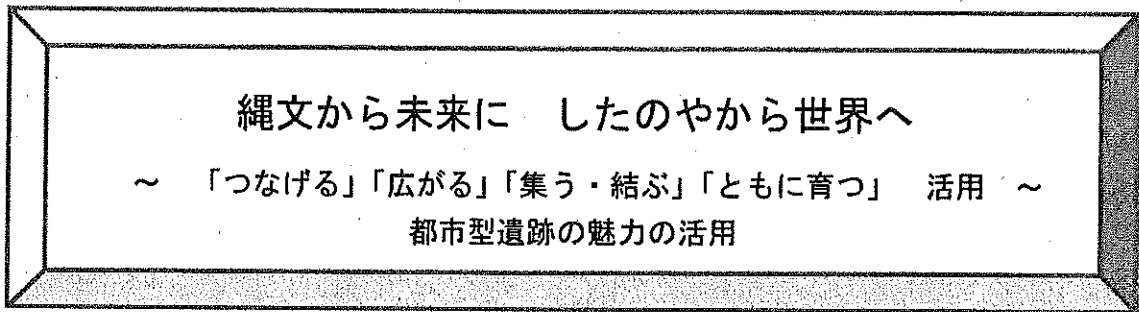 縄文から未来に　したのやから世界へ
～　「つなげる」「広がる」「集う・結ぶ」「ともに育つ」　活用　～
都市型遺跡の魅力の活用